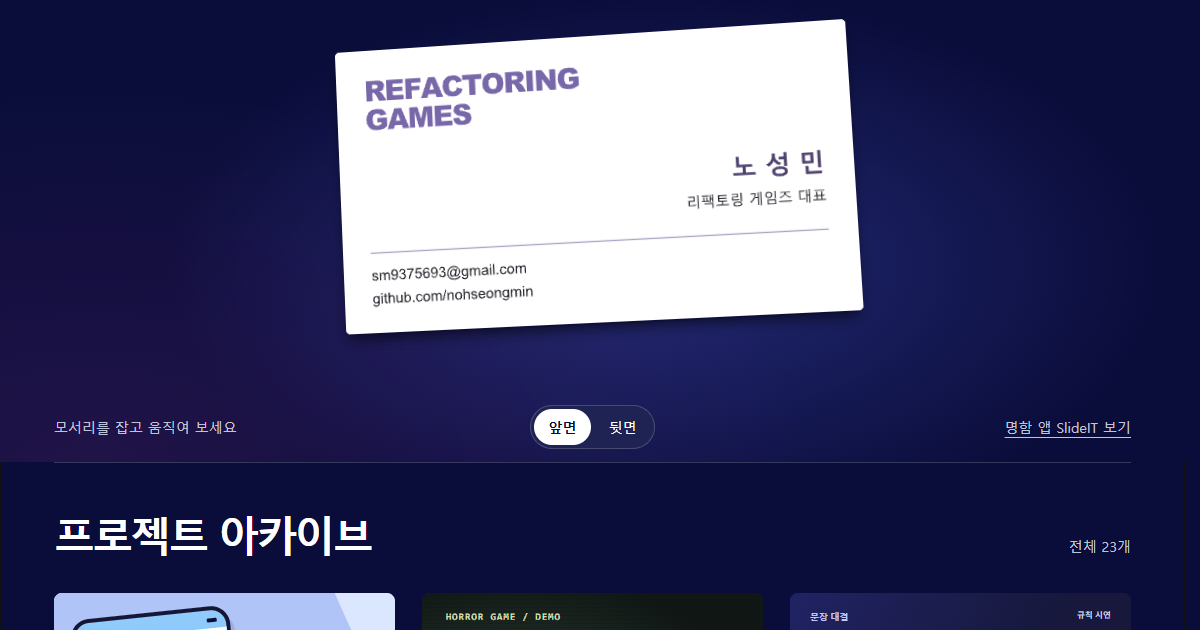 REFACTORING
GAMES
노 성 민
리팩토링 게임즈 대표
sm9375693@gmail.com
github.com/nohseongmin
모서리를 잡고 움직여 보세요
앞면
뒷면
명함 앱 SlideIT 보기
프로젝트 아카이브
전체 23개
HORROR GAME / DEMO
문장 대결
규칙 시연